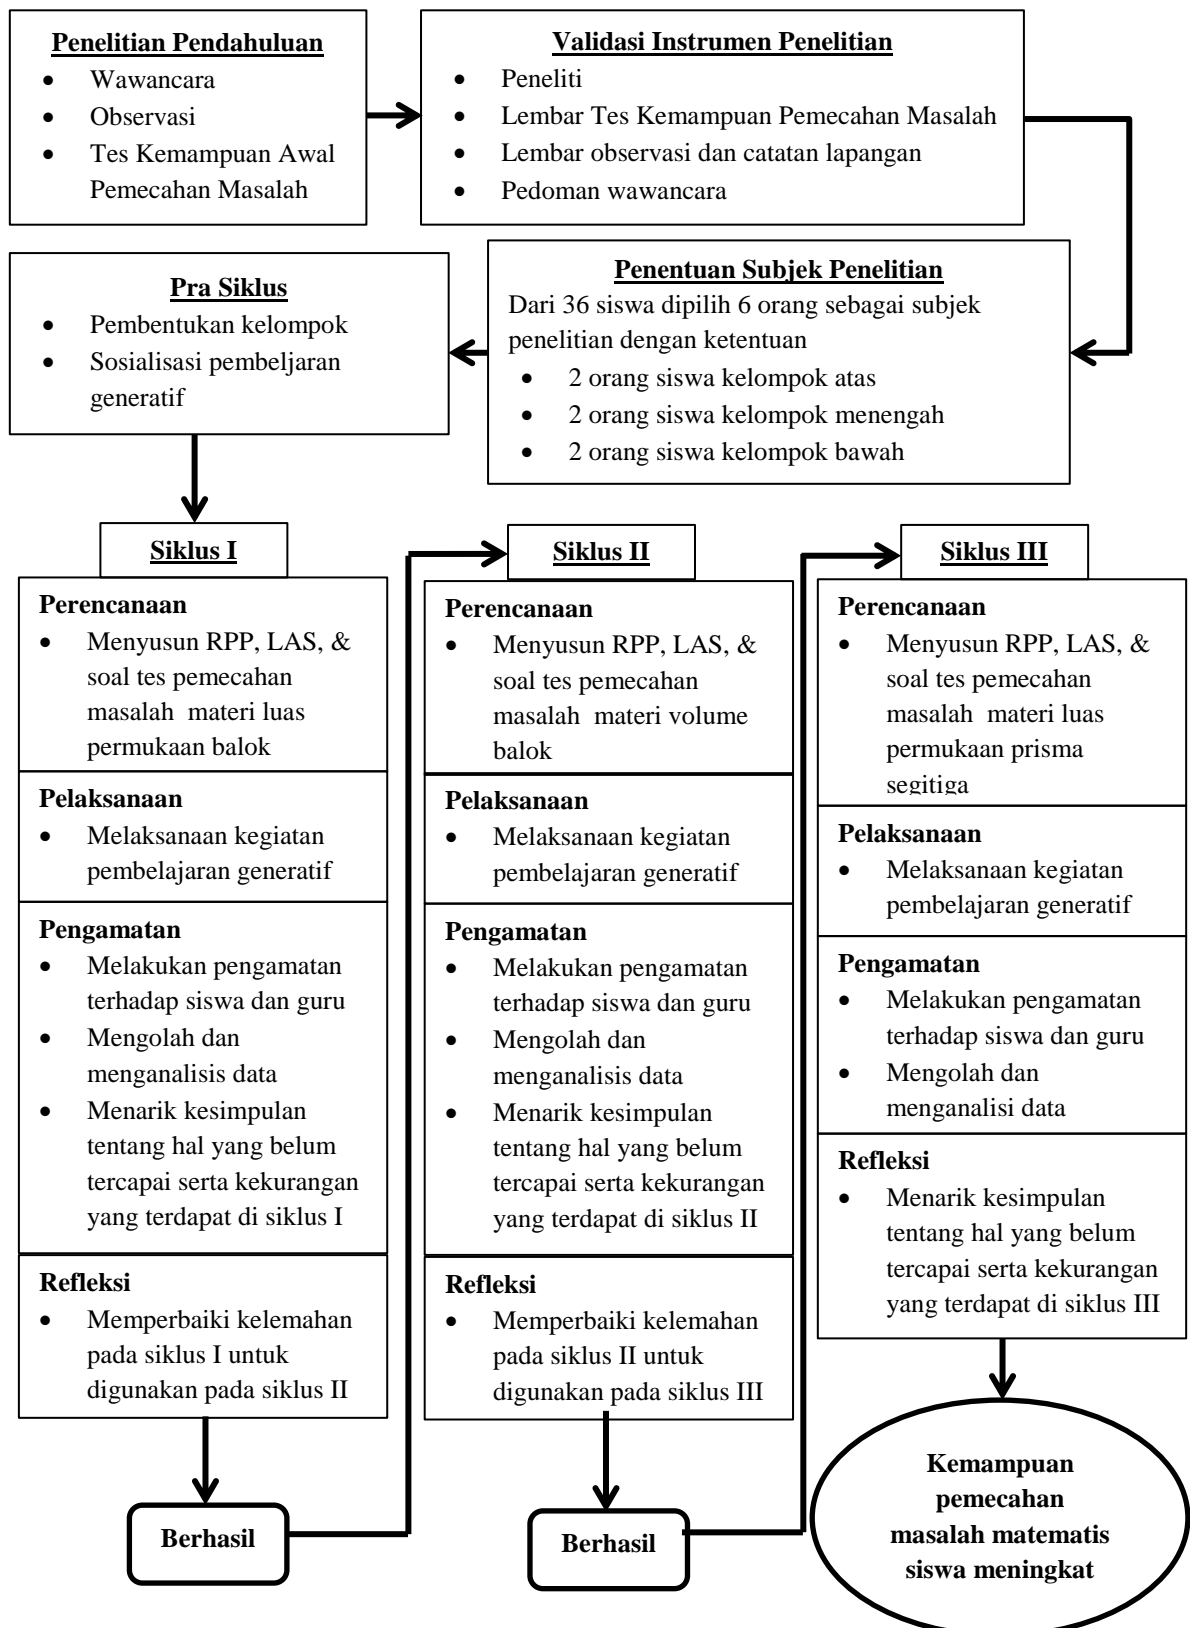 Penelitian Pendahuluan
• Wawancara
• Observasi
• Tes Kemampuan Awal
Pemecahan Masalah
Validasi Instrumen Penelitian
• Peneliti
• Lembar Tes Kemampuan Pemecahan Masalah
• Lembar observasi dan catatan lapangan
• Pedoman wawancara
Penentuan Subjek Penelitian
Dari 36 siswa dipilih 6 orang sebagai subjek
penelitian dengan ketentuan
• 2 orang siswa kelompok atas
• 2 orang siswa kelompok menengah
• 2 orang siswa kelompok bawah
Pra Siklus
• Pembentukan kelompok
• Sosialisasi pembeljaran
generatif
Siklus I
Perencanaan
• Menyusun RPP, LAS, &
soal tes pemecahan
masalah materi luas
permukaan balok
Pelaksanaan
• Melaksanaan kegiatan
pembelajaran generatif
Pengamatan
• Melakukan pengamatan
terhadap siswa dan guru
• Mengolah dan
menganalisis data
• Menarik kesimpulan
tentang hal yang belum
tercapai serta kekurangan
yang terdapat di siklus I
Refleksi
• Memperbaiki kelemahan
pada siklus I untuk
digunakan pada siklus II
Berhasil
Siklus II
Perencanaan
• Menyusun RPP, LAS, &
soal tes pemecahan
masalah materi volume
balok
Pelaksanaan
• Melaksanaan kegiatan
pembelajaran generatif
Pengamatan
• Melakukan pengamatan
terhadap siswa dan guru
• Mengolah dan
menganalisis data
• Menarik kesimpulan
tentang hal yang belum
tercapai serta kekurangan
yang terdapat di siklus II
Refleksi
• Memperbaiki kelemahan
pada siklus II untuk
digunakan pada siklus III
Berhasil
Siklus III
Perencanaan
• Menyusun RPP, LAS, &
soal tes pemecahan
masalah materi luas
permukaan prisma
segitiga
Pelaksanaan
• Melaksanaan kegiatan
pembelajaran generatif
Pengamatan
• Melakukan pengamatan
terhadap siswa dan guru
• Mengolah dan
menganalisi data
Refleksi
• Menarik kesimpulan
tentang hal yang belum
tercapai serta kekurangan
yang terdapat di siklus III
Kemampuan
pemecahan
masalah matematis
siswa meningkat